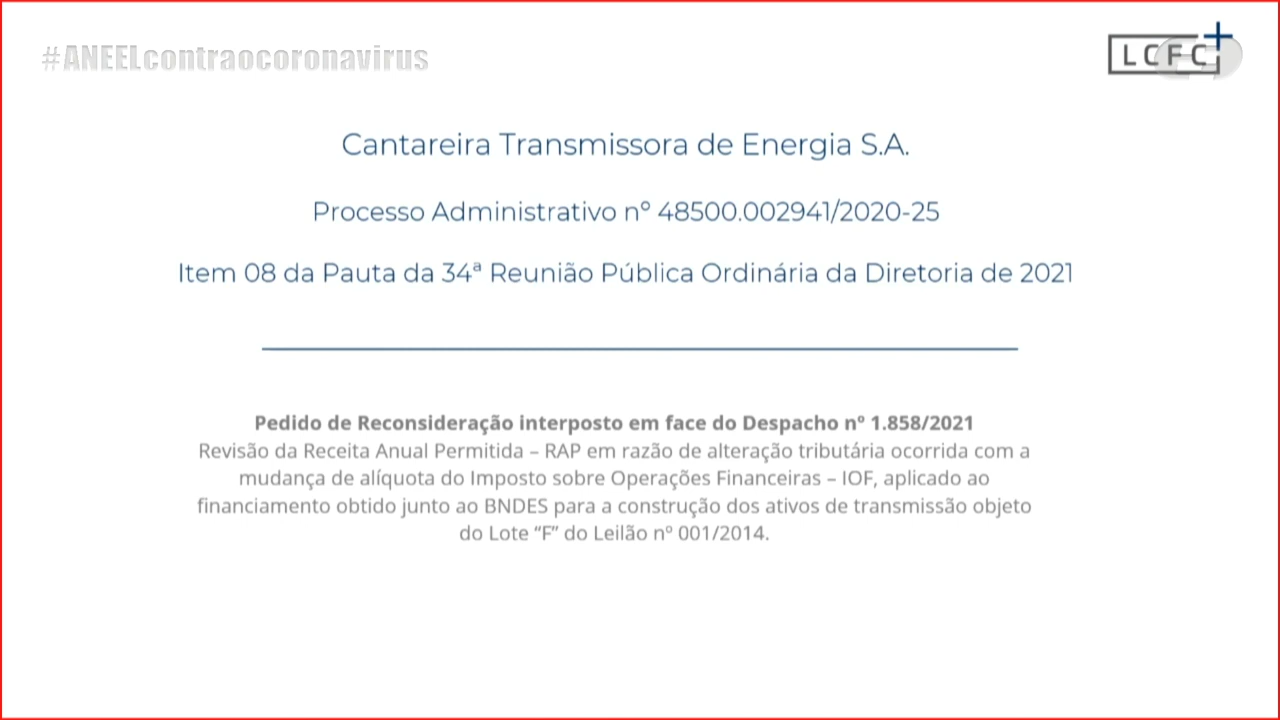 #ANEELcontraocoronavirus
LCFC
Cantareira Transmissora de Energia S.A.
Processo Administrativo nº 48500.002941/2020-25
Item 08 da Pauta da 34ª Reunião Pública Ordinária da Diretoria de 2021
Pedido de Reconsideração interposto em face do Despacho nº 1.858/2021
Revisão da Receita Anual Permitida – RAP em razão de alteração tributária ocorrida com a
mudança de alíquota do Imposto sobre Operações Financeiras – IOF, aplicado ao
financiamento obtido junto ao BNDES para a construção dos ativos de transmissão objeto
do Lote “F” do Leilão nº 001/2014.